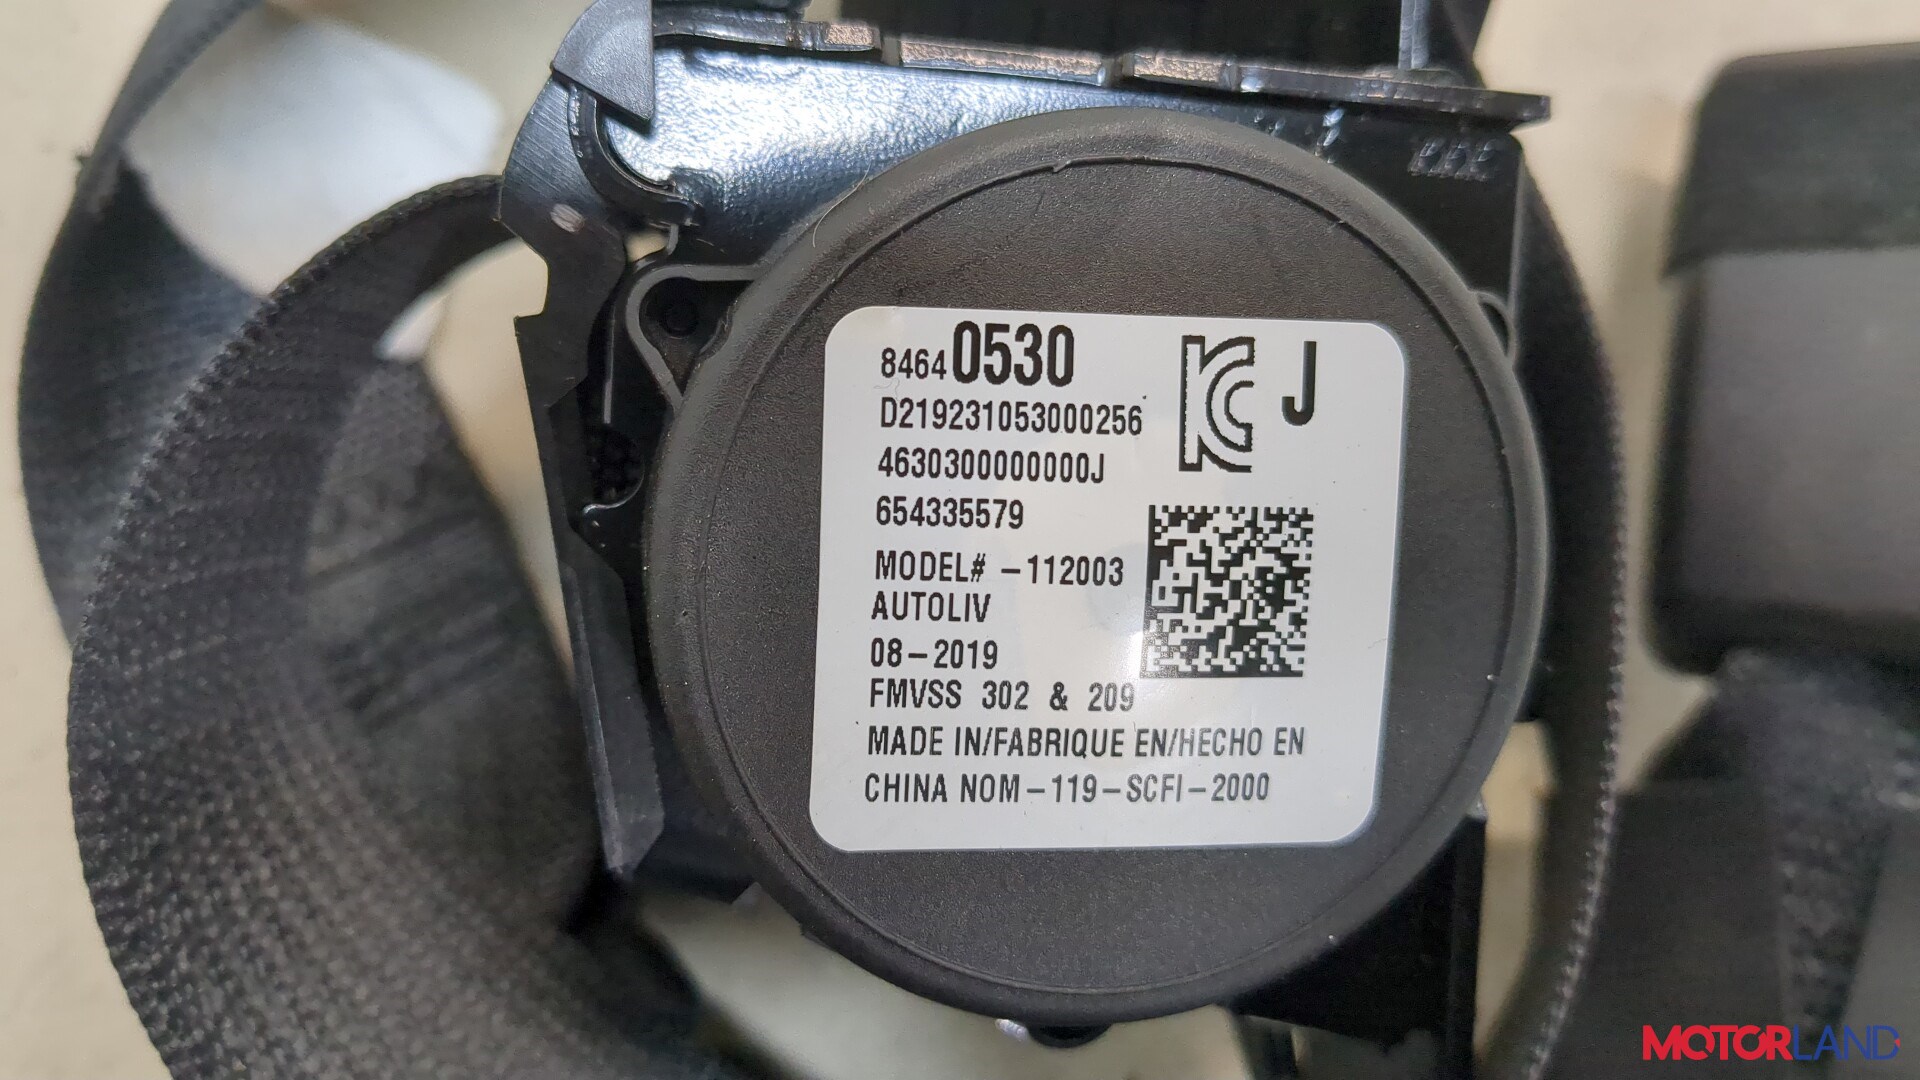 84640530
D219231053000256
4630300000000J
654335579
MODEL# -112003
AUTOLIV
08-2019
FMVSS 302 & 209
MADE IN/FABRIQUE EN/HECHO EN
CHINA NOM-119-SCFI-2000
KC J
MOTORLAND